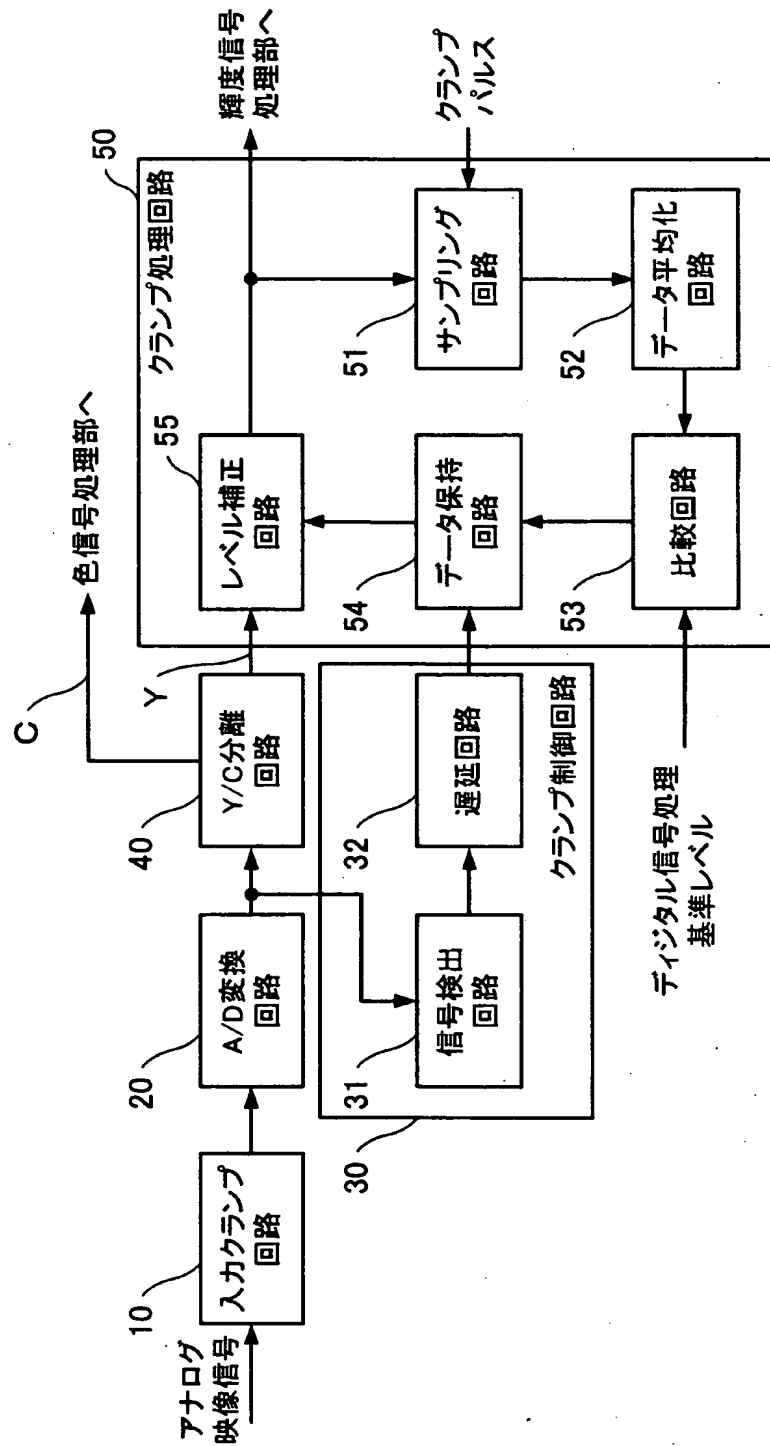 アナログ
映像信号
10
入力クランプ
回路
20
A/D変換
回路
40
Y/C分離
回路
C
色信号処理部へ
Y
クランプ処理回路
50
55
レベル補正
回路
輝度信号
処理部へ
30
31
信号検出
回路
32
遅延回路
クランプ制御回路
54
データ保持
回路
51
サンプリング
回路
クランプ
パルス
ディジタル信号処理
基準レベル
53
比較回路
52
データ平均化
回路